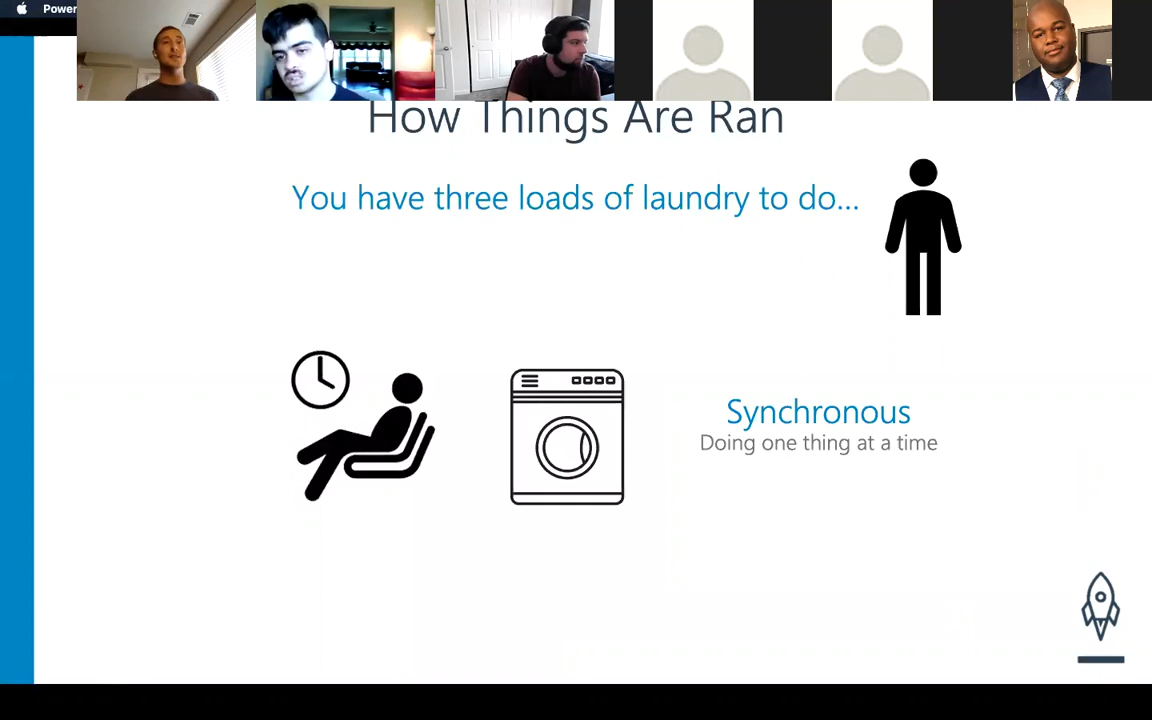 Power
How Things Are Ran
You have three loads of laundry to do...
Synchronous
Doing one thing at a time